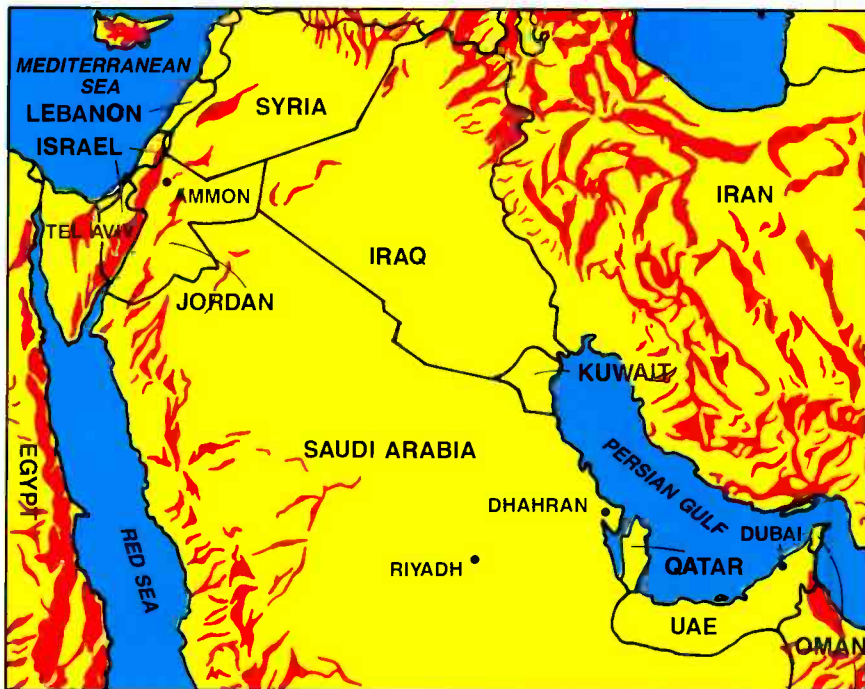 MEDITERRANEAN
SEA
LEBANON
ISRAEL
SYRIA
AMMON
TEL AVIV
JORDAN
IRAQ
IRAN
KUWAIT
EGYPT
RED SEA
SAUDI ARABIA
PERSIAN GULF
DHAHRAN
DUBAI
RIYADH
QATAR
UAE
OMAN